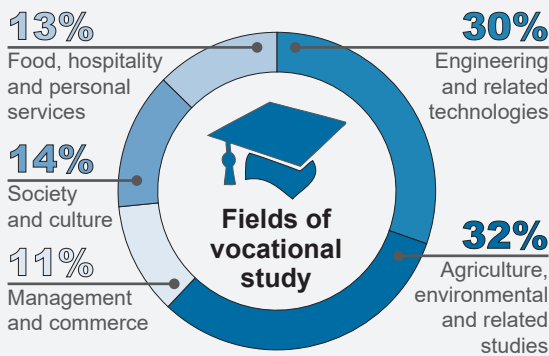 13%
Food, hospitality
and personal
services
14%
Society
and culture
11%
Management
and commerce
Fields of
vocational
study
30%
Engineering
and related
technologies
32%
Agriculture,
environmental
and related
studies